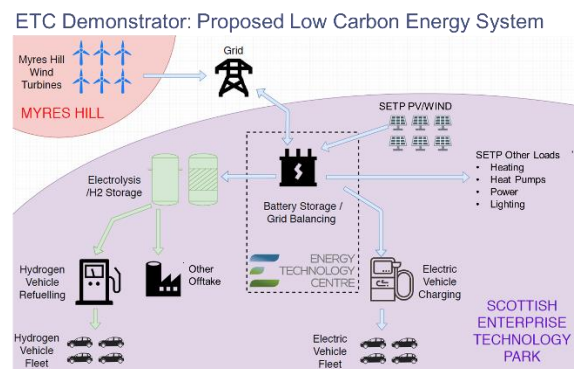 ETC Demonstrator: Proposed Low Carbon Energy System
Myres Hill
Wind
Turbines
MYRES HILL
Grid
SETP PV/WIND
Electrolysis
/H2 Storage
Battery Storage /
Grid Balancing
SETP Other Loads
• Heating
• Heat Pumps
• Power
• Lighting
Hydrogen
Vehicle
Refuelling
Other
Offtake
ENERGY
TECHNOLOGY
CENTRE
Electric
Vehicle
Charging
Hydrogen
Vehicle
Fleet
Electric
Vehicle
Fleet
SCOTTISH
ENTERPRISE
TECHNOLOGY
PARK